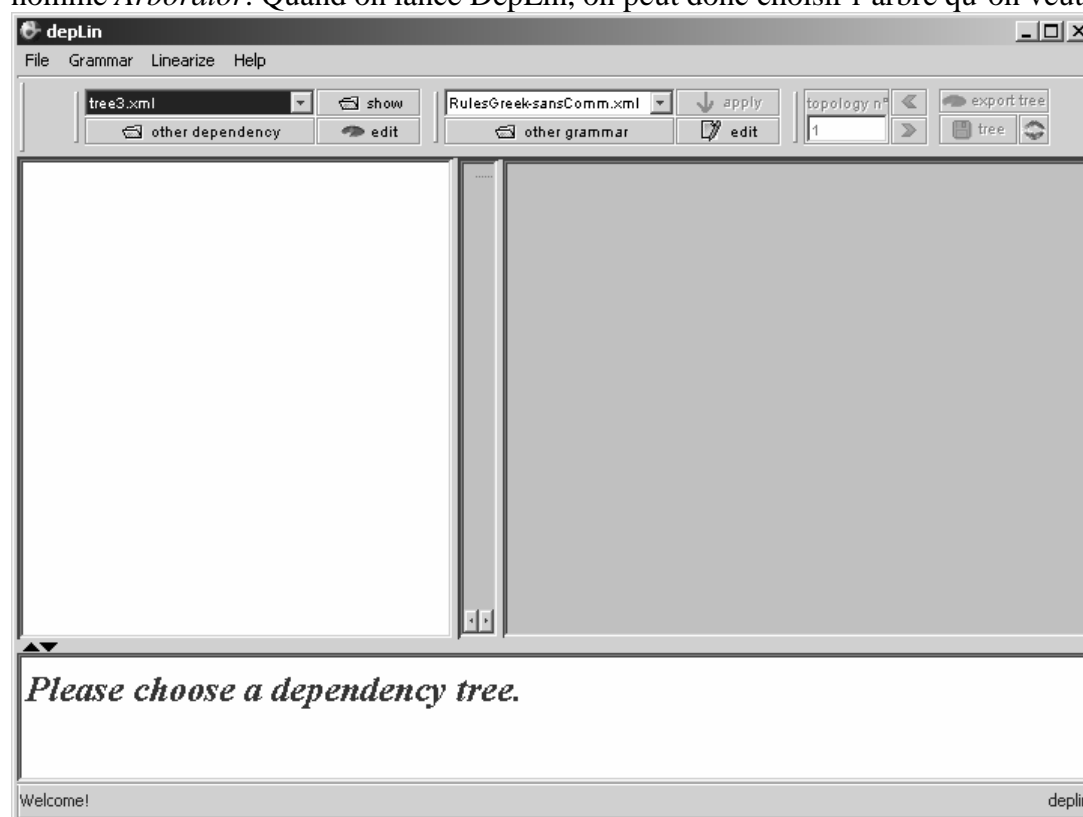 nommé Arborator. Quand on lance DepLin, on peut donc choisir l'arbre qu'on veut
depLin
File Grammar Linearize Help
tree3.xml show RulesGreek-sansComm.xml apply topology n° export tree
other dependency edit other grammar edit 1 tree
Please choose a dependency tree.
Welcome! deplin